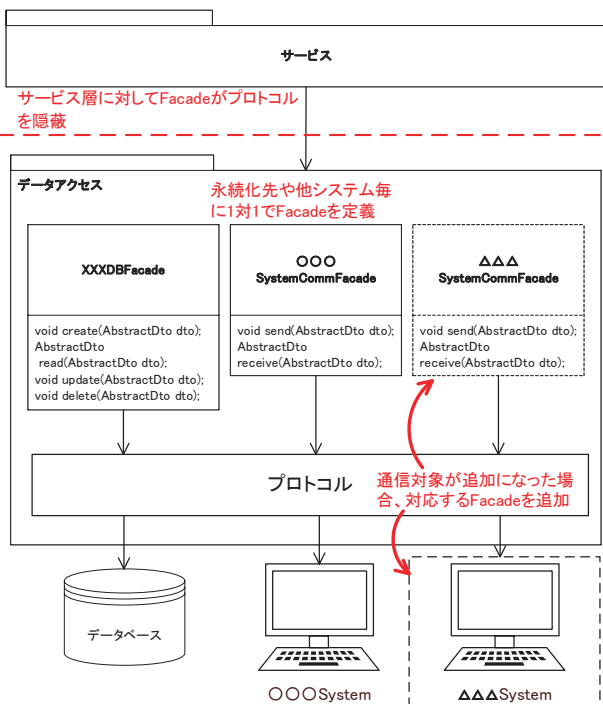 サービス
サービス層に対してFacadeがプロトコル
を隠蔽
データアクセス
永続化先や他システム毎
に1対1でFacadeを定義
XXXDBFacade
void create(AbstractDto dto);
AbstractDto
read(AbstractDto dto);
void update(AbstractDto dto);
void delete(AbstractDto dto);
○○○
SystemCommFacade
void send(AbstractDto dto);
AbstractDto
receive(AbstractDto dto);
△△△
SystemCommFacade
void send(AbstractDto dto);
AbstractDto
receive(AbstractDto dto);
プロトコル
通信対象が追加になった場
合、対応するFacadeを追加
データベース
○○○System
△△△System